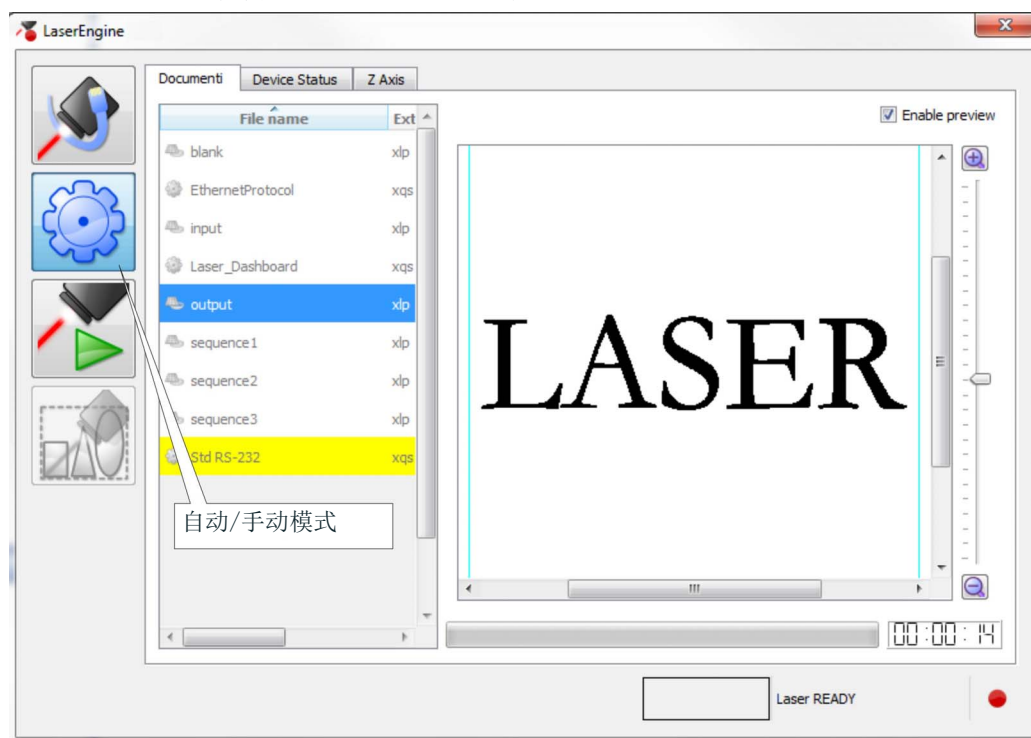 LaserEngine
Documenti
Device Status
Z Axis
File name
Ext
Enable preview
blank
xlp
EthernetProtocol
xqs
input
xlp
Laser_Dashboard
xqs
output
xlp
sequence1
xlp
sequence2
xlp
sequence3
xlp
Std RS-232
xqs
自动/手动模式
LASER
00:00:14
Laser READY